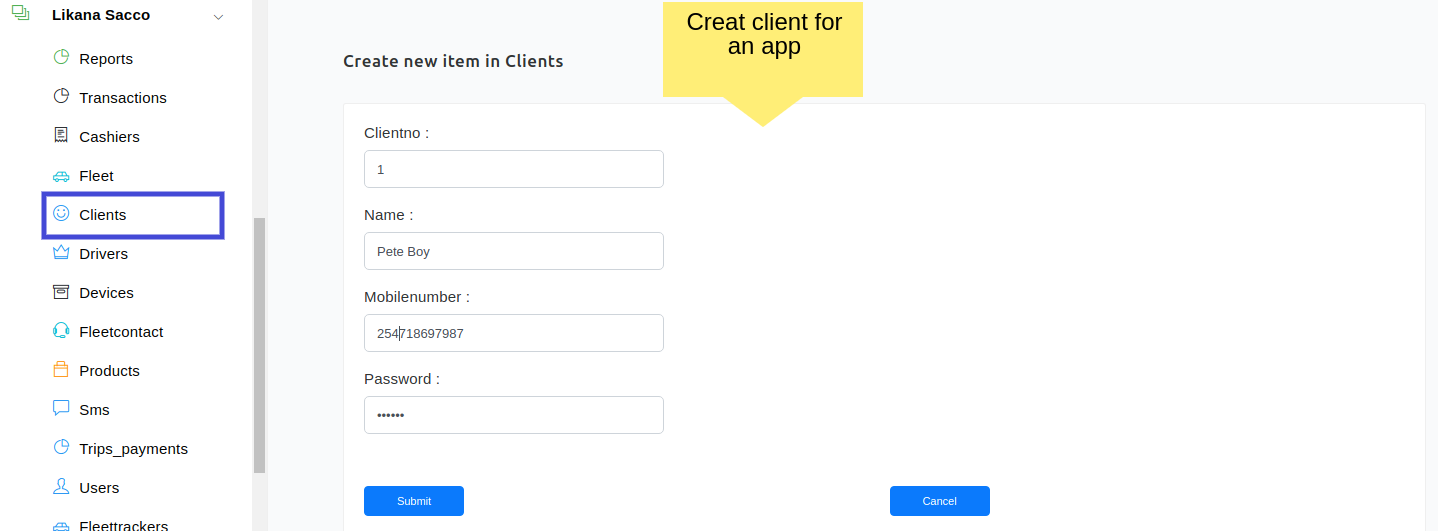 Likana Sacco
Reports
Transactions
Cashiers
Fleet
Clients
Drivers
Devices
Fleetcontact
Products
Sms
Trips_payments
Users
Fleettrackers
Creat client for
an app
Create new item in Clients
Clientno :
1
Name :
Pete Boy
Mobilenumber :
254718697987
Password :
••••••
Submit
Cancel